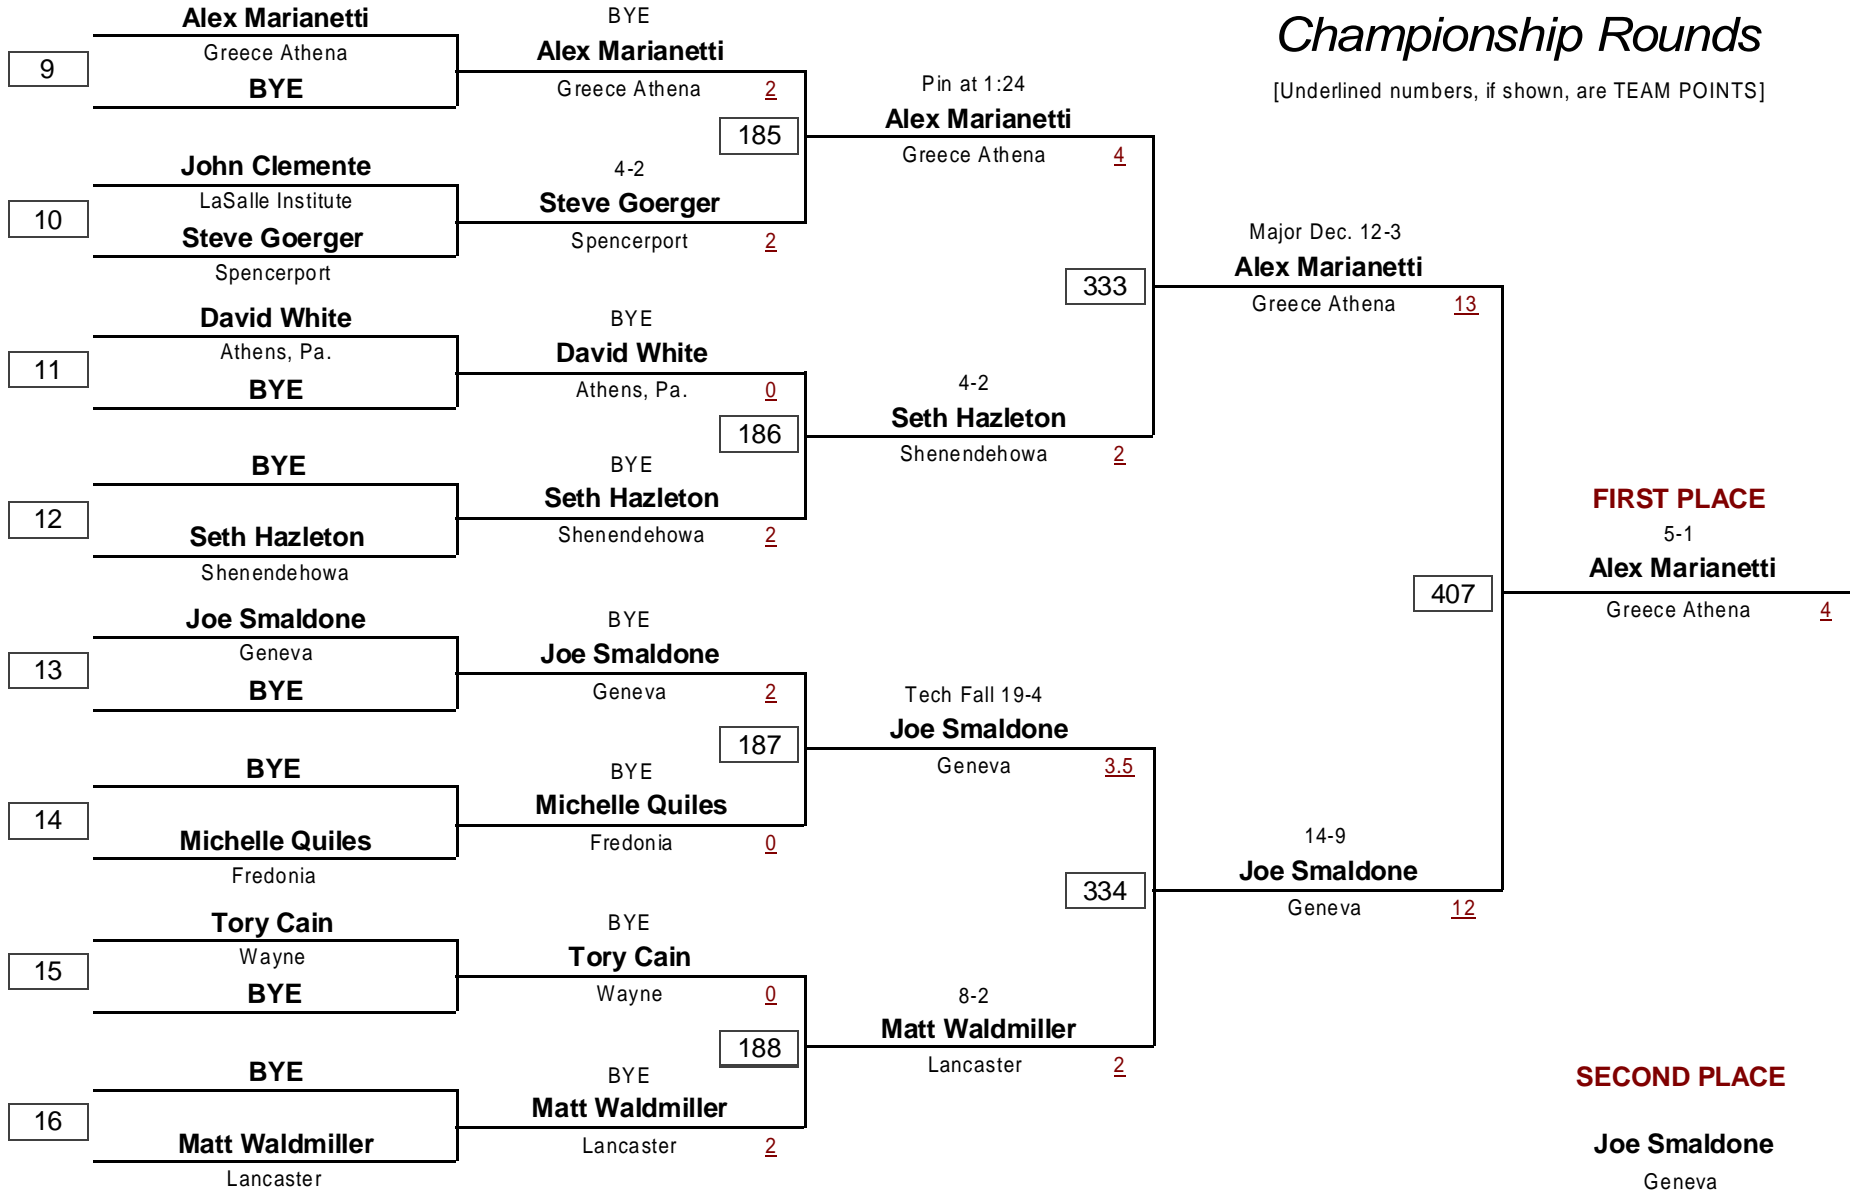 Championship Rounds
[Underlined numbers, if shown, are TEAM POINTS]
Alex Marianetti
Greece Athena
9
BYE
John Clemente
LaSalle Institute
10
Steve Goerger
Spencerport
David White
Athens, Pa.
11
BYE
BYE
12
Seth Hazleton
Shenendehowa
Joe Smaldone
Geneva
13
BYE
BYE
14
Michelle Quiles
Fredonia
Tory Cain
Wayne
15
BYE
BYE
16
Matt Waldmiller
Lancaster
BYE
Alex Marianetti
Greece Athena 2
185
4-2
Steve Goerger
Spencerport 2
BYE
David White
Athens, Pa. 0
186
BYE
Seth Hazleton
Shenendehowa 2
BYE
Joe Smaldone
Geneva 2
187
BYE
Michelle Quiles
Fredonia 0
BYE
Tory Cain
Wayne 0
188
BYE
Matt Waldmiller
Lancaster 2
Pin at 1:24
Alex Marianetti
Greece Athena 4
333
4-2
Seth Hazleton
Shenendehowa 2
Tech Fall 19-4
Joe Smaldone
Geneva 3.5
334
8-2
Matt Waldmiller
Lancaster 2
Major Dec. 12-3
Alex Marianetti
Greece Athena 13
407
14-9
Joe Smaldone
Geneva 12
FIRST PLACE
5-1
Alex Marianetti
Greece Athena 4
SECOND PLACE
Joe Smaldone
Geneva